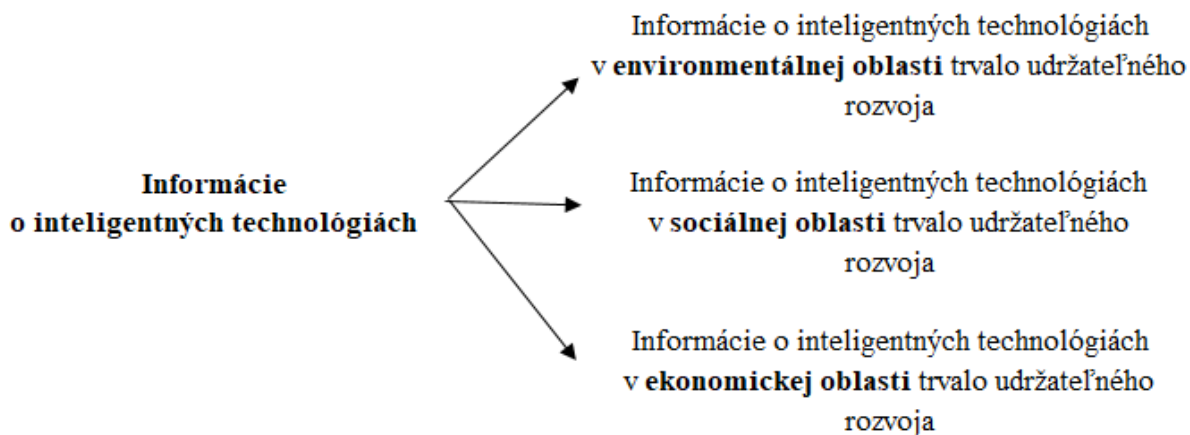 Informácie o inteligentných technológiách
v environmentálnej oblasti trvalo udržateľného
rozvoja
Informácie
o inteligentných technológiách
Informácie o inteligentných technológiách
v sociálnej oblasti trvalo udržateľného
rozvoja
Informácie o inteligentných technológiách
v ekonomickej oblasti trvalo udržateľného
rozvoja